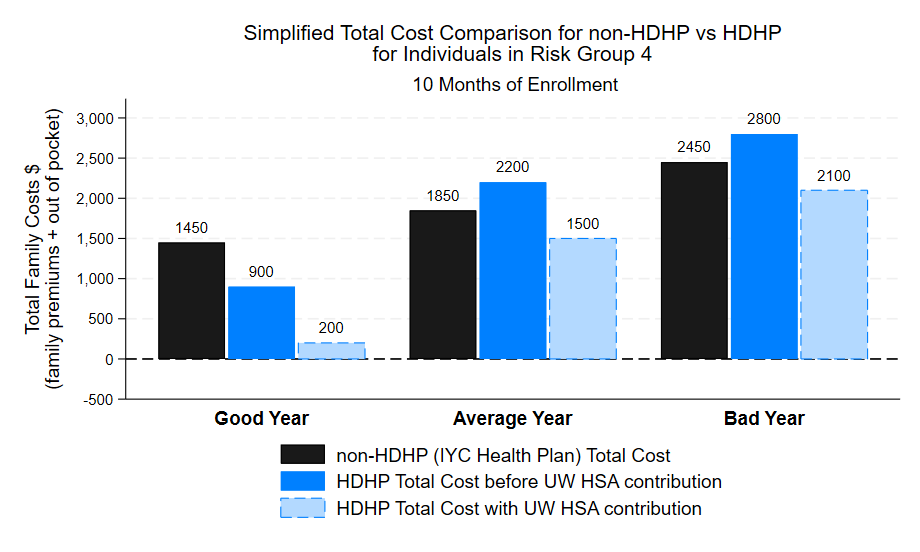 Simplified Total Cost Comparison for non-HDHP vs HDHP
for Individuals in Risk Group 4
10 Months of Enrollment
Total Family Costs $
(family premiums + out of pocket)
3,000
2,500
2,000
1,500
1,000
500
0
-500
1450
900
200
1850
2200
1500
2450
2800
2100
Good Year
Average Year
Bad Year
non-HDHP (IYC Health Plan) Total Cost
HDHP Total Cost before UW HSA contribution
HDHP Total Cost with UW HSA contribution